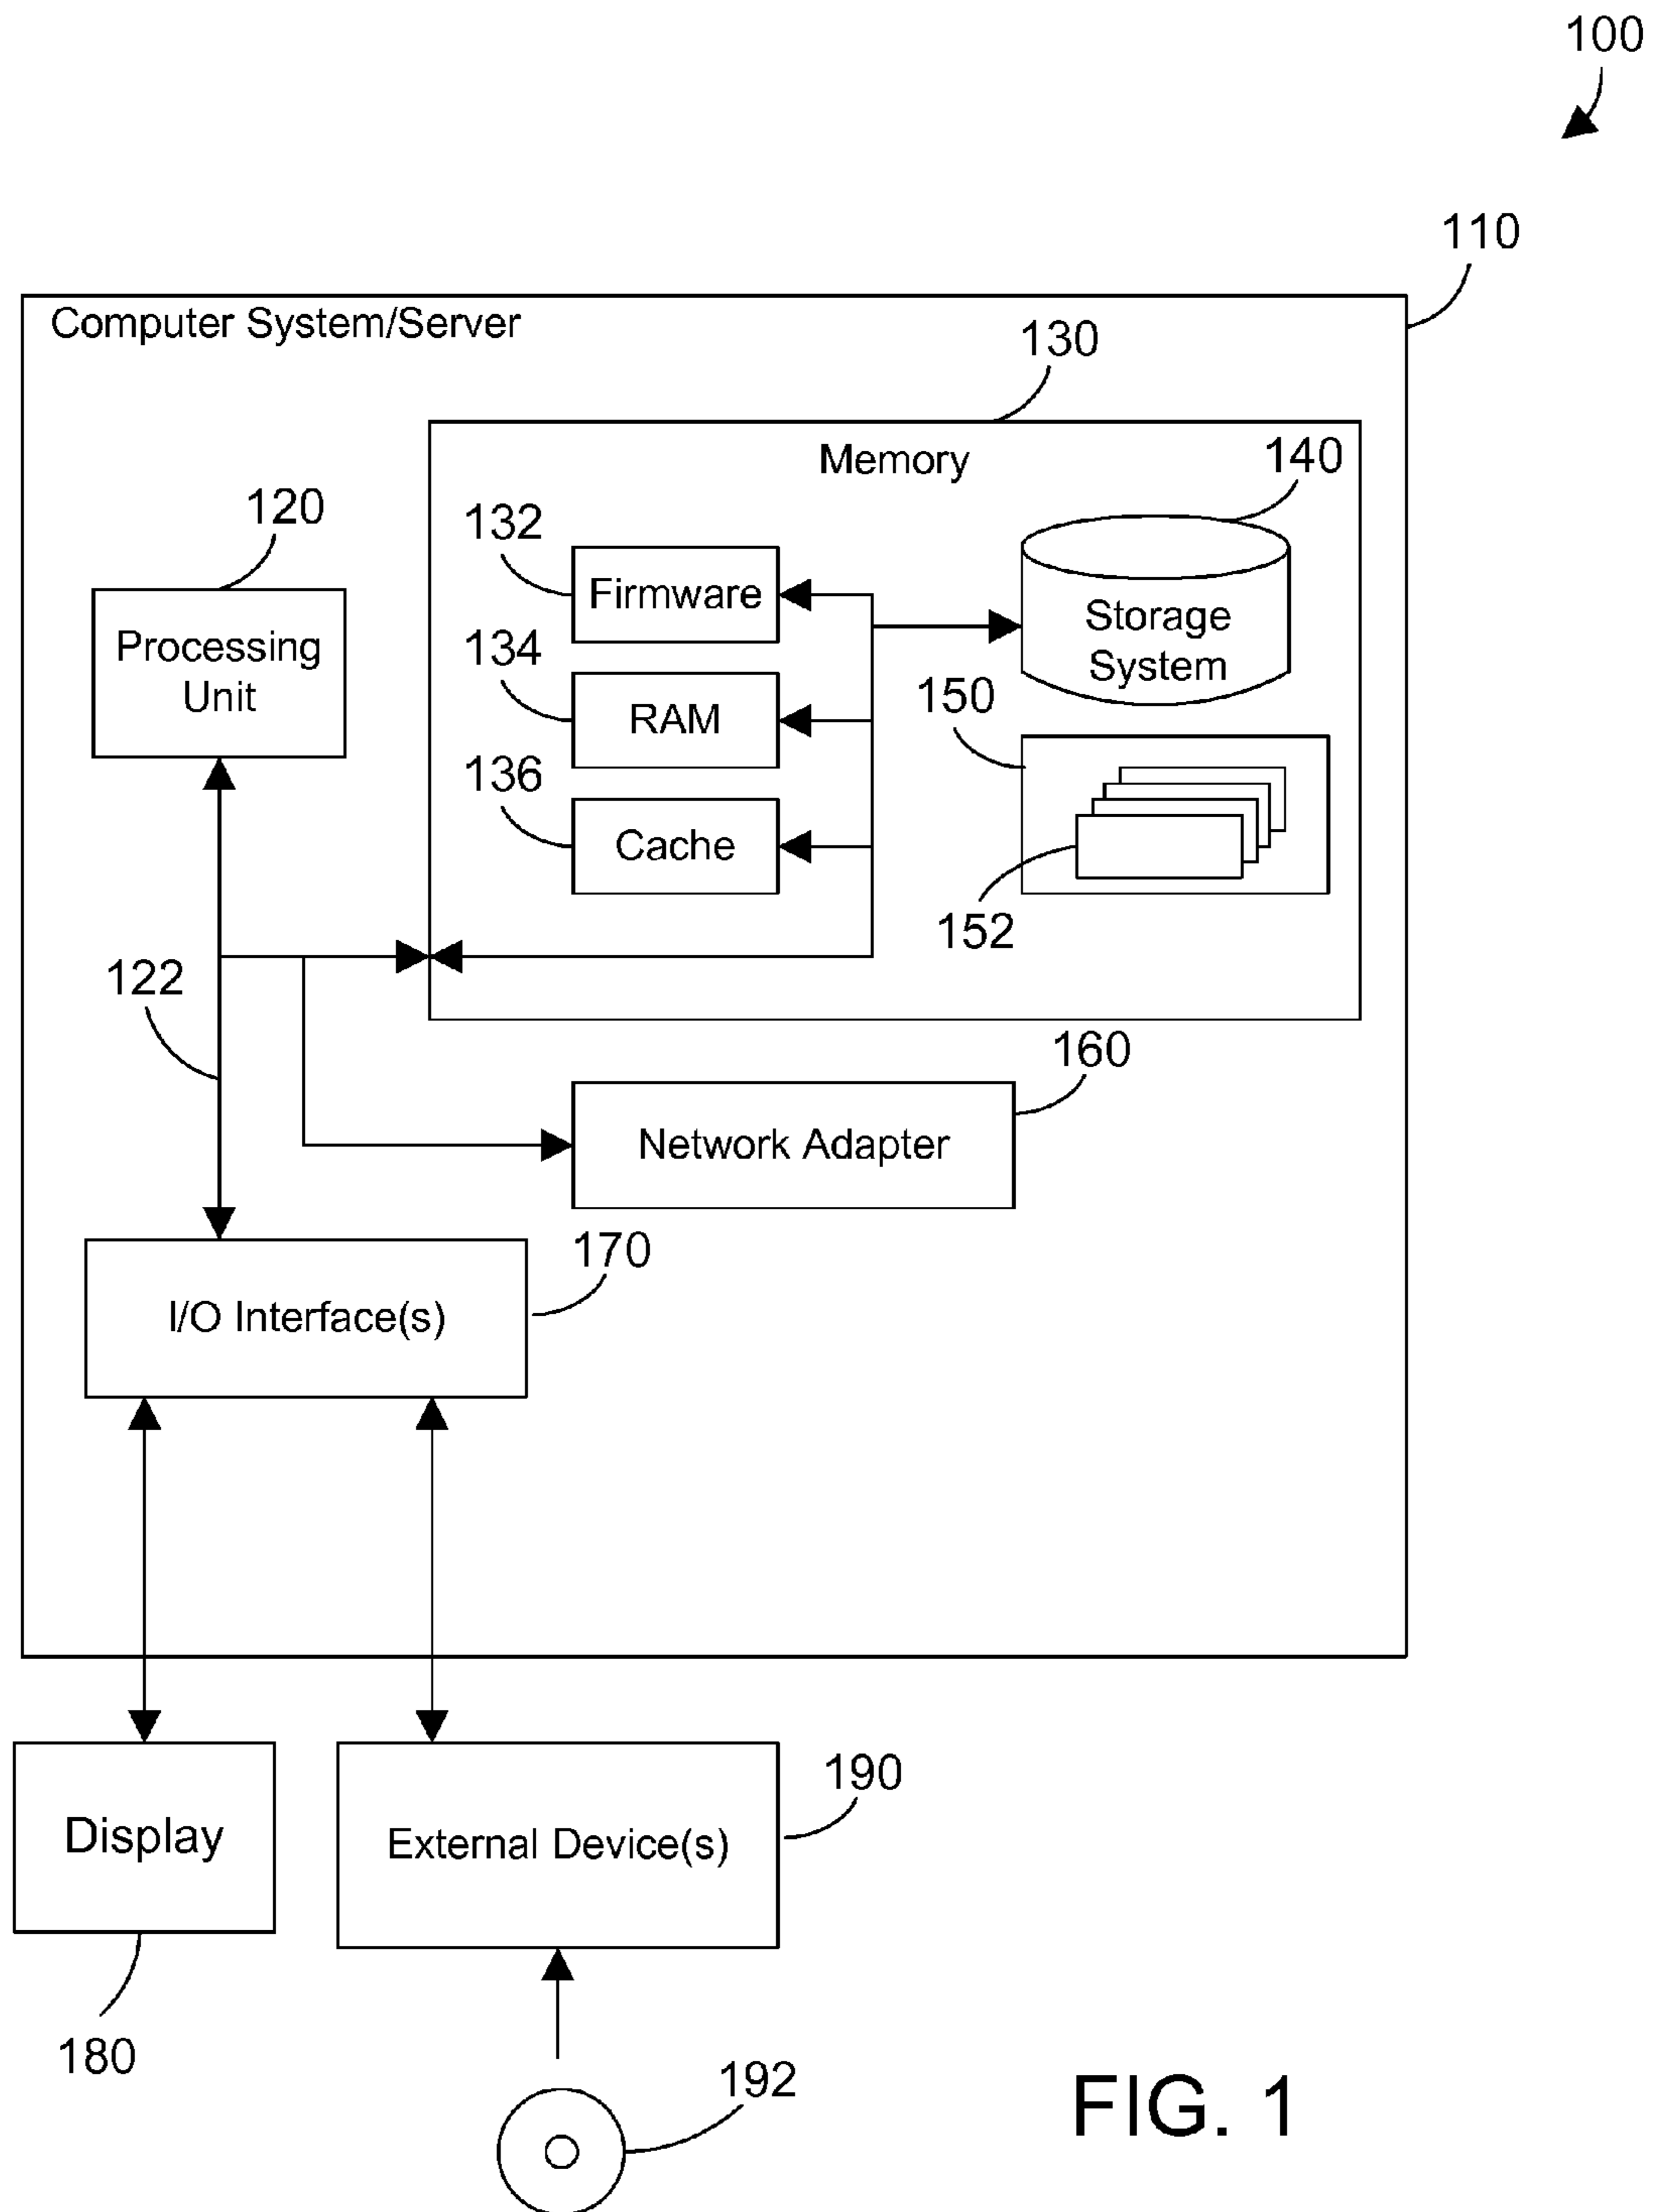 100
110
Computer System/Server
130
Memory
140
120
132
Firmware
Processing
Unit
134
Storage
System
150
RAM
136
Cache
152
122
160
Network Adapter
170
I/O Interface(s)
190
Display
External Device(s)
180
192
FIG. 1